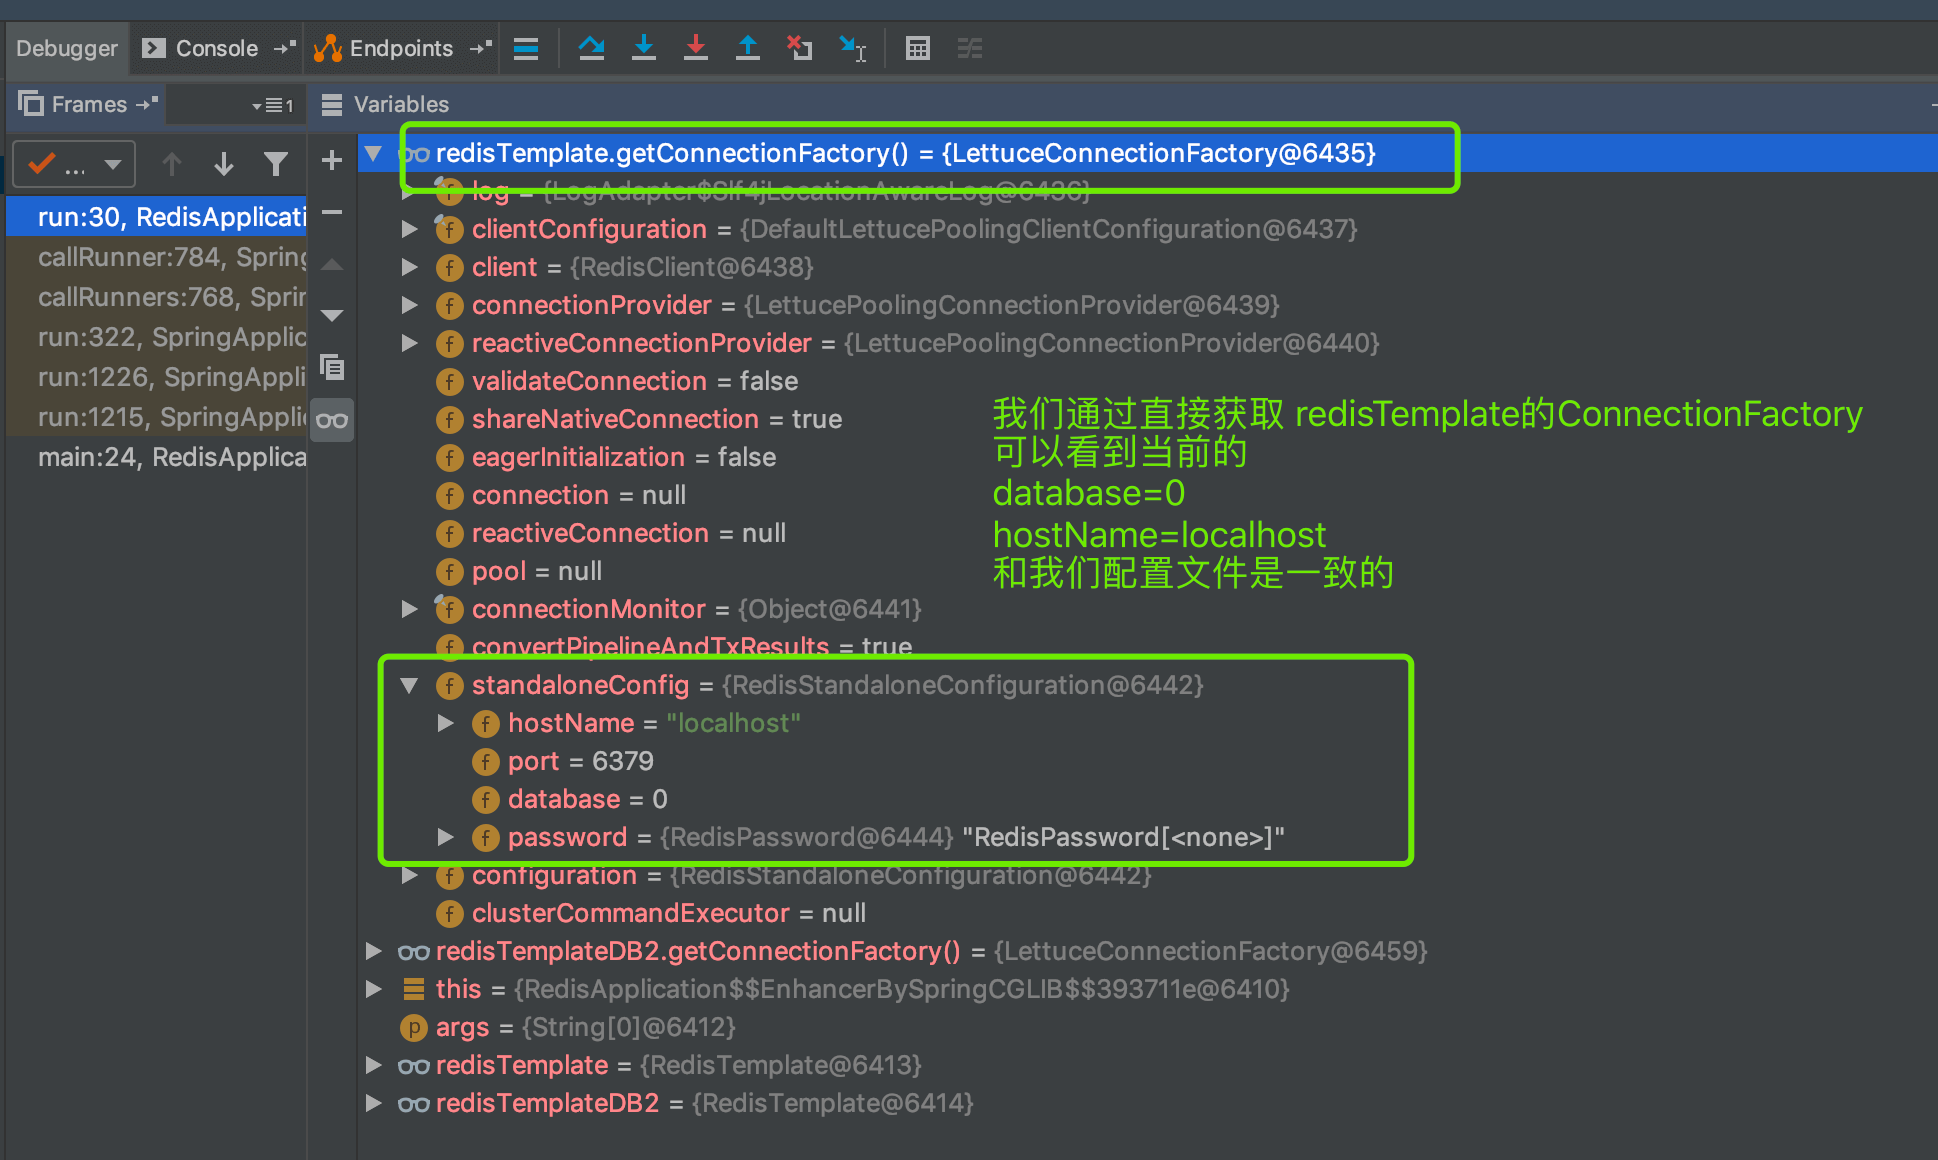 Debugger Console Endpoints
Frames 1 Variables
...
redisTemplate.getConnectionFactory() = {LettuceConnectionFactory@6435}
log = {LogAdapter$Slf4jLocationAwareLog@6436}
run:30, RedisApplicati
clientConfiguration = {DefaultLettucePoolingClientConfiguration@6437}
callRunner:784, Spring
client = {RedisClient@6438}
callRunners:768, Sprin
connectionProvider = {LettucePoolingConnectionProvider@6439}
run:322, SpringApplic
reactiveConnectionProvider = {LettucePoolingConnectionProvider@6440}
run:1226, SpringAppli
validateConnection = false
run:1215, SpringApplic
shareNativeConnection = true
main:24, RedisApplica
eagerInitialization = false
connection = null
reactiveConnection = null
pool = null
我们通过直接获取 redisTemplate的ConnectionFactory
可以看到当前的
database=0
hostName=localhost
和我们配置文件是一致的
connectionMonitor = {Object@6441}
convertPipelineAndTxResults = true
standaloneConfig = {RedisStandaloneConfiguration@6442}
hostName = "localhost"
port = 6379
database = 0
password = {RedisPassword@6444} "RedisPassword[<none>]"
configuration = {RedisStandaloneConfiguration@6442}
clusterCommandExecutor = null
redisTemplateDB2.getConnectionFactory() = {LettuceConnectionFactory@6459}
this = {RedisApplication$$EnhancerBySpringCGLIB$$393711e@6410}
args = {String[0]@6412}
redisTemplate = {RedisTemplate@6413}
redisTemplateDB2 = {RedisTemplate@6414}